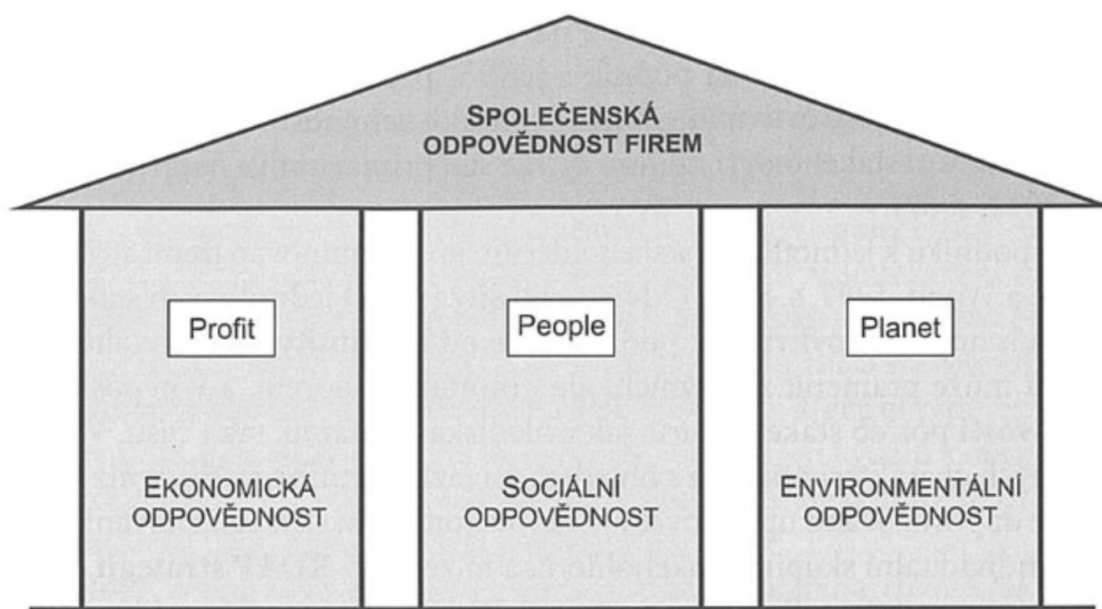 SPOLEČENSKÁ
ODPOVĚDNOST FIREM
Profit
People
Planet
EKONOMICKÁ
ODPOVĚDNOST
SOCIÁLNÍ
ODPOVĚDNOST
ENVIRONMENTÁLNÍ
ODPOVĚDNOST